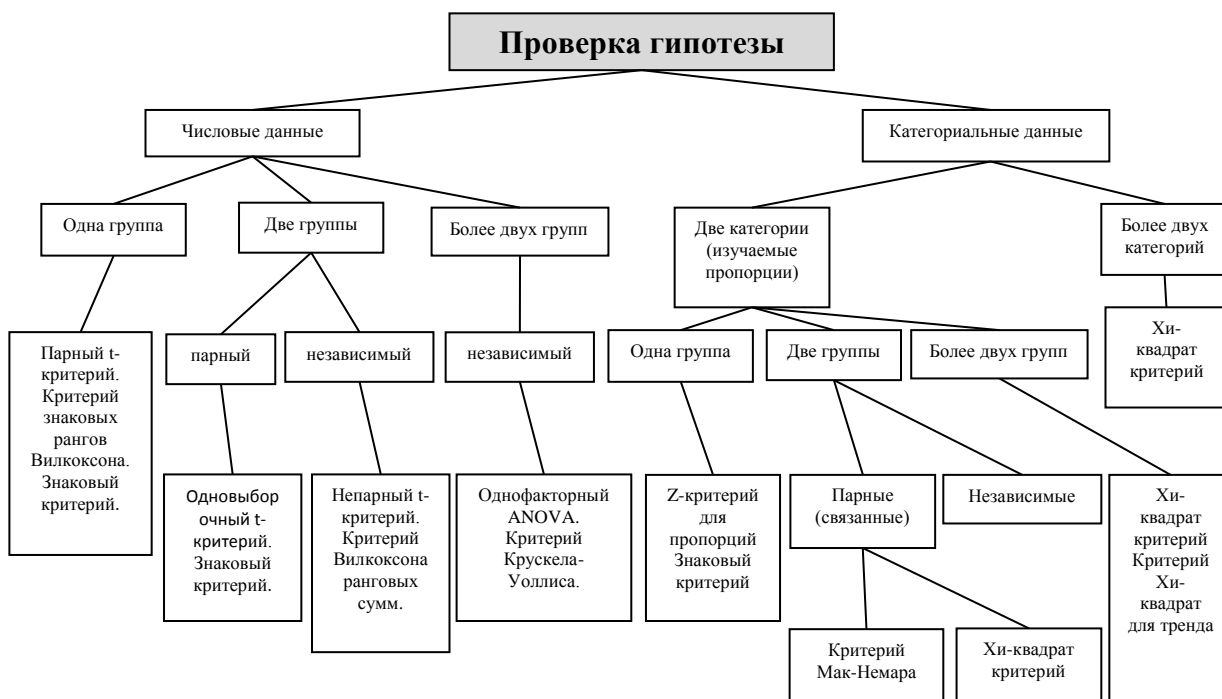 Проверка гипотезы
Числовые данные
Категориальные данные
Одна группа
Две группы
Более двух групп
Две категории
(изучаемые
пропорции)
Более двух
категорий
Парный t-
критерий.
Критерий
знаковых
рангов
Вилкоксона.
Знаковый
критерий.
парный
независимый
независимый
Одна группа
Две группы
Более двух групп
Хи-
квадрат
критерий
Одновыбор
очный t-
критерий.
Знаковый
критерий.
Непарный t-
критерий.
Критерий
Вилкоксона
ранговых
сумм.
Однофакторный
ANOVA.
Критерий
Крускела-
Уоллиса.
Z-критерий
для
пропорций
Знаковый
критерий
Парные
(связанные)
Независимые
Хи-
квадрат
критерий
Критерий
Хи-
квадрат
для тренда
Критерий
Мак-Немара
Хи-квадрат
критерий